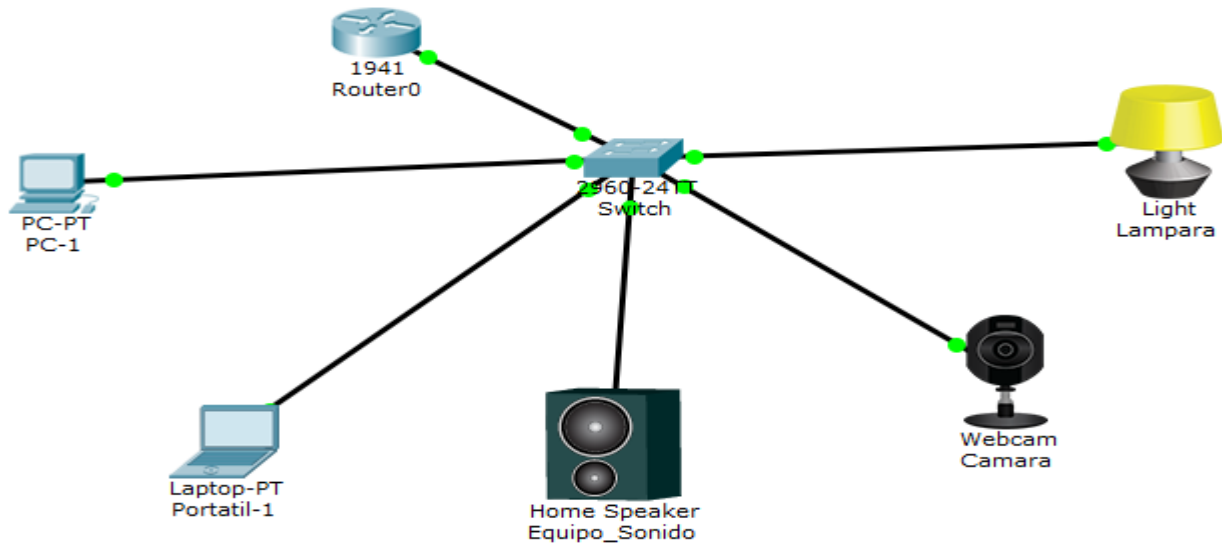 1941
Router0
2960-24TT
Switch
Light
Lampara
PC-PT
PC-1
Webcam
Camara
Laptop-PT
Portatil-1
Home Speaker
Equipo_Sonido